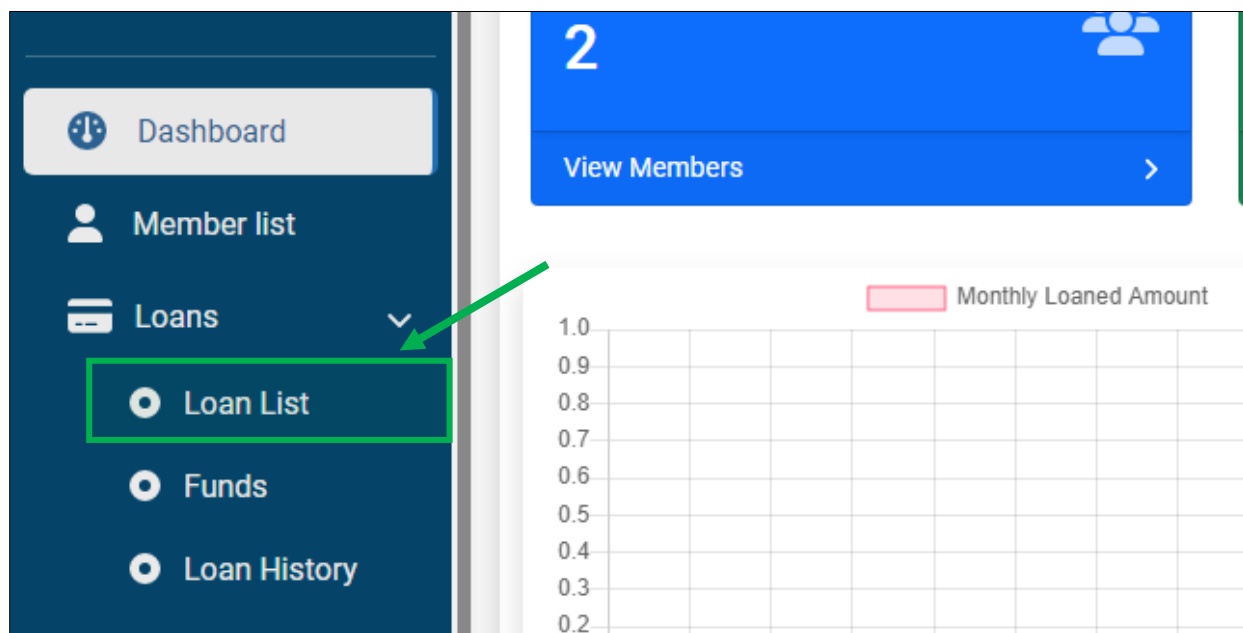 Dashboard
Member list
Loans
Loan List
Funds
Loan History
2
View Members
Monthly Loaned Amount
1.0
0.9
0.8
0.7
0.6
0.5
0.4
0.3
0.2